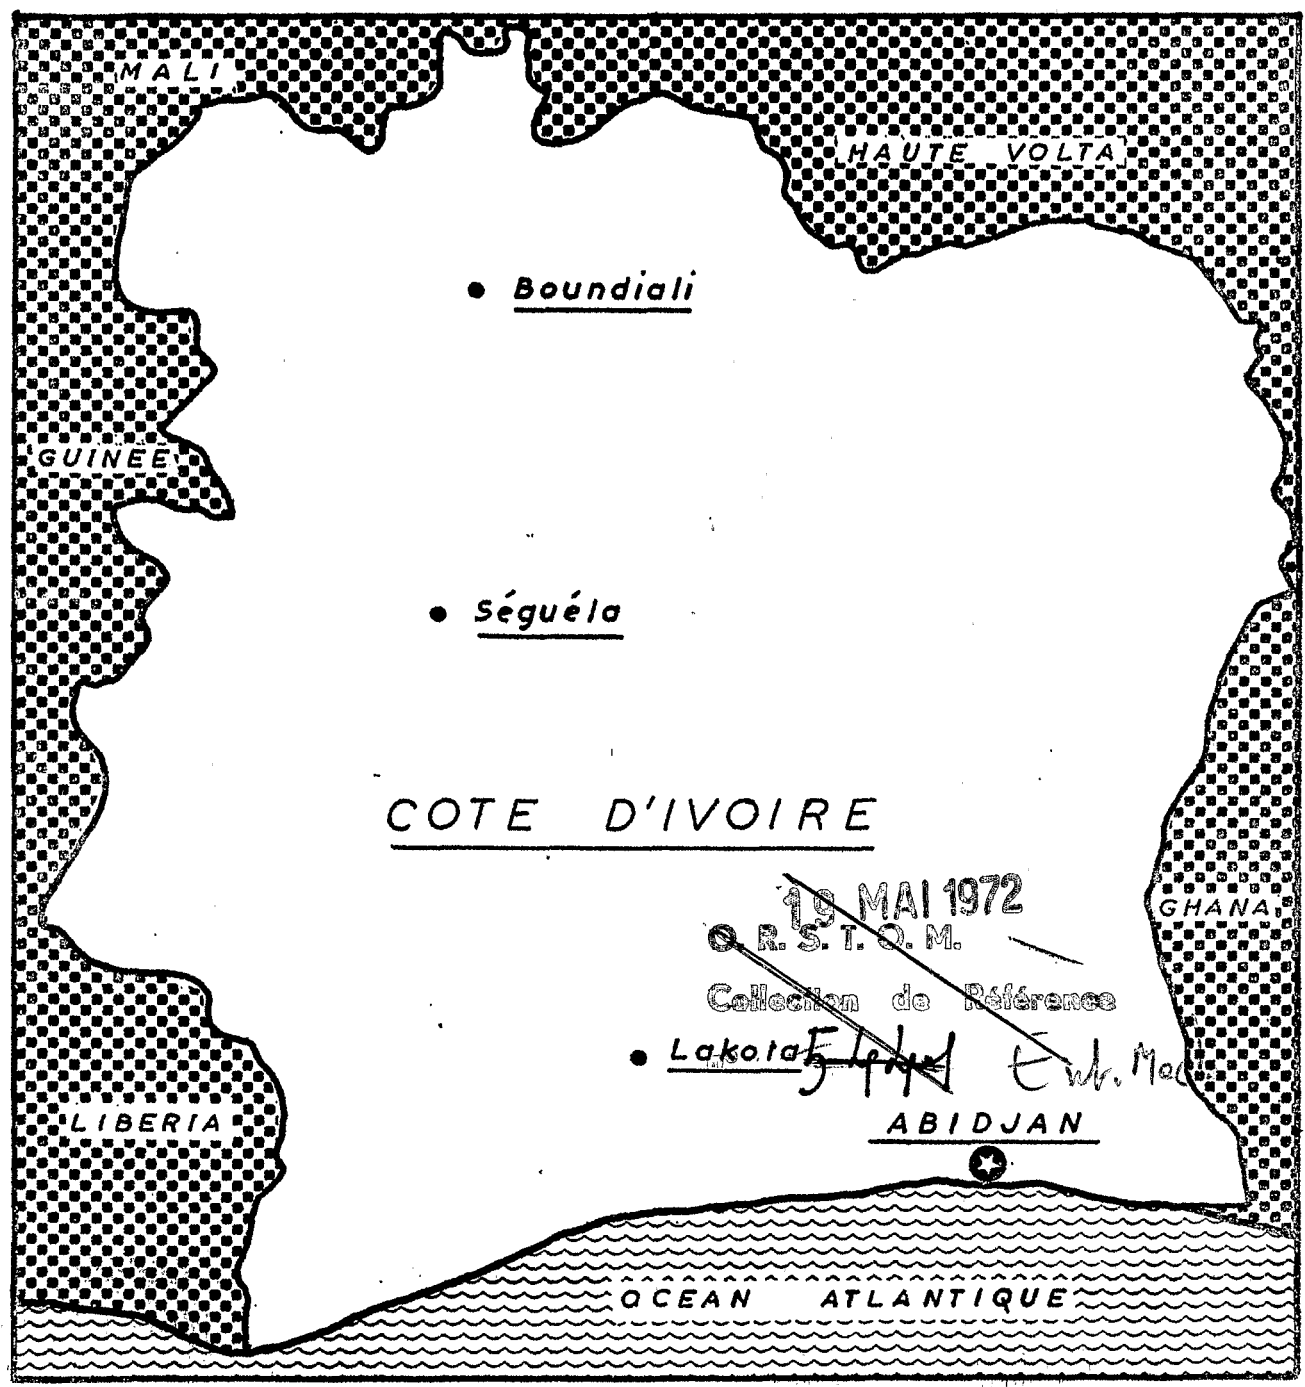 MALI
HAUTE VOLTA
Boundiali
GUINEE
Séguéla
COTE D'IVOIRE
19 MAI 1972
O. R. S. T. O. M.
Collection de Référence
GHANA
Lakota
LIBERIA
ABIDJAN
OCEAN ATLANTIQUE